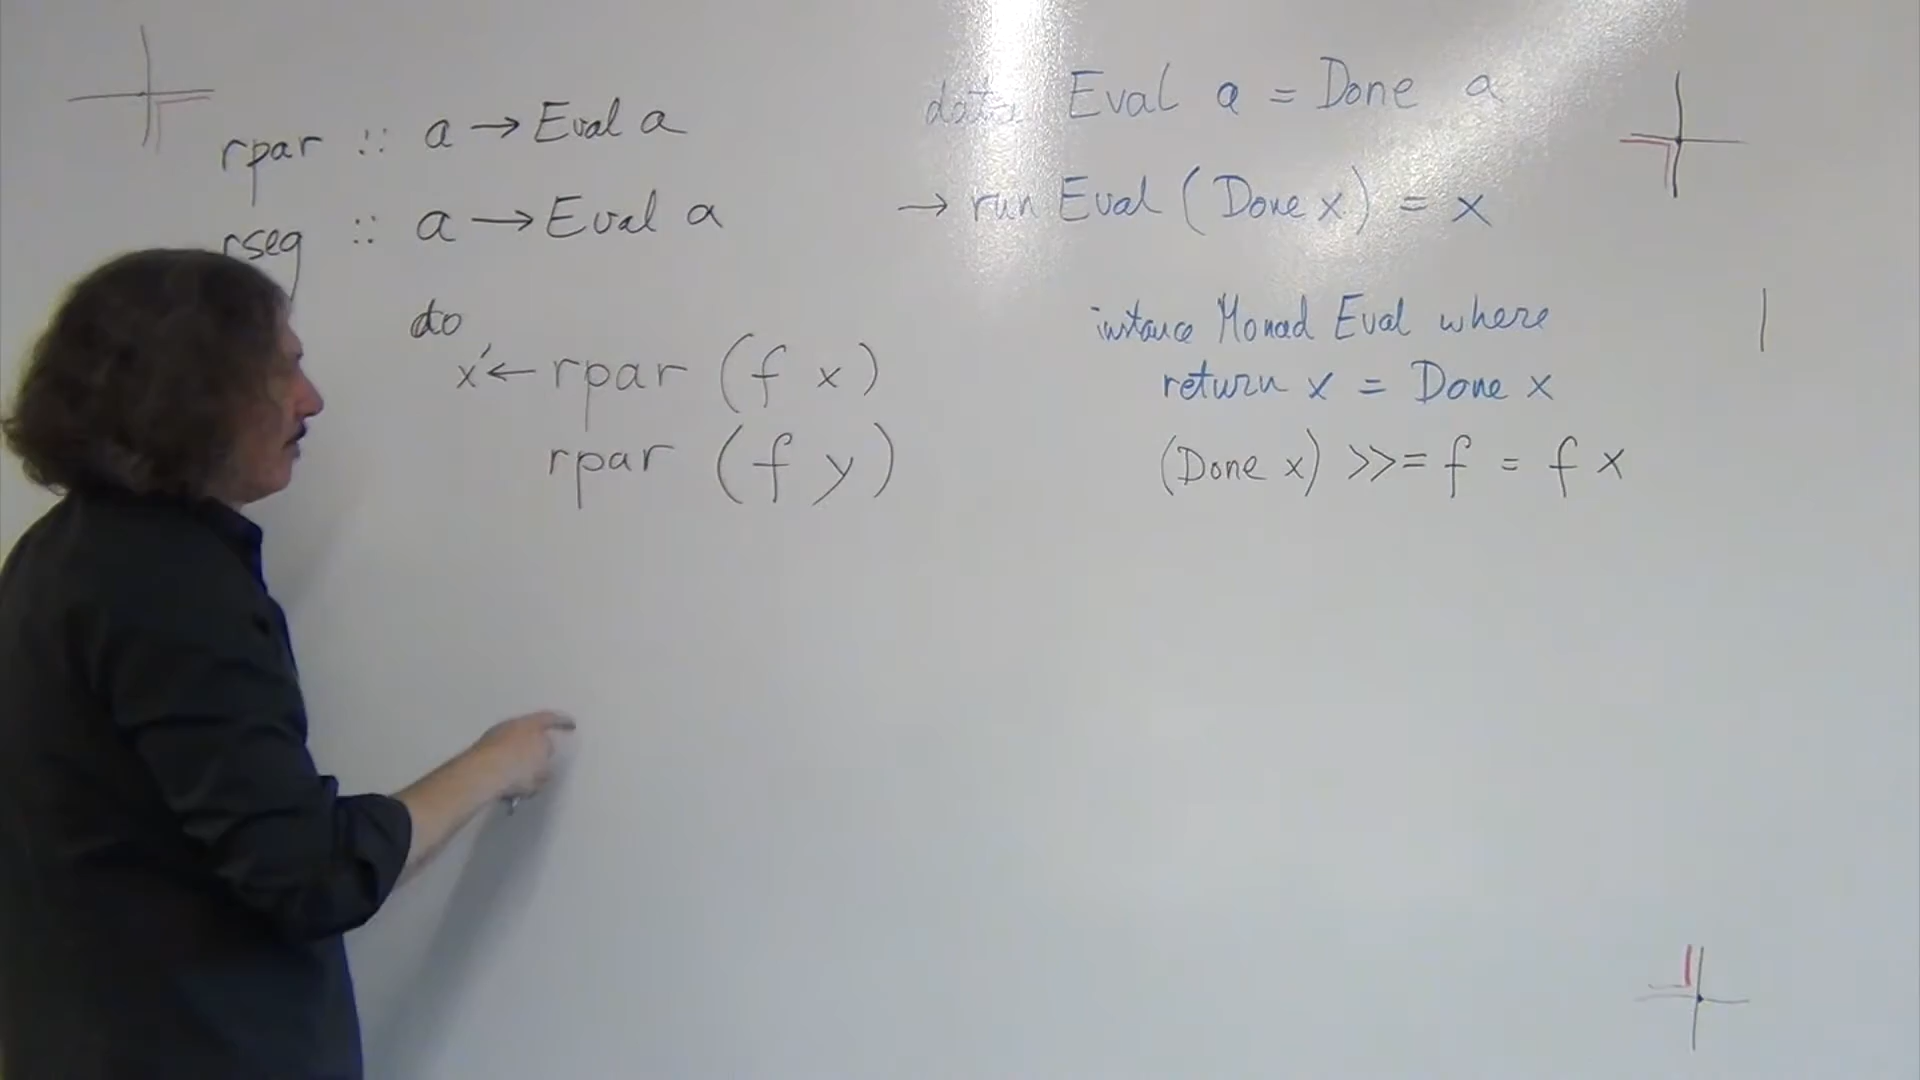 rpar :: a → Eval a
rseq :: a → Eval a
do
x' ← rpar (f x)
rpar (f y)
data Eval a = Done a
→ run Eval (Done x) = x
instance Monad Eval where
return x = Done x
(Done x) >>= f = f x